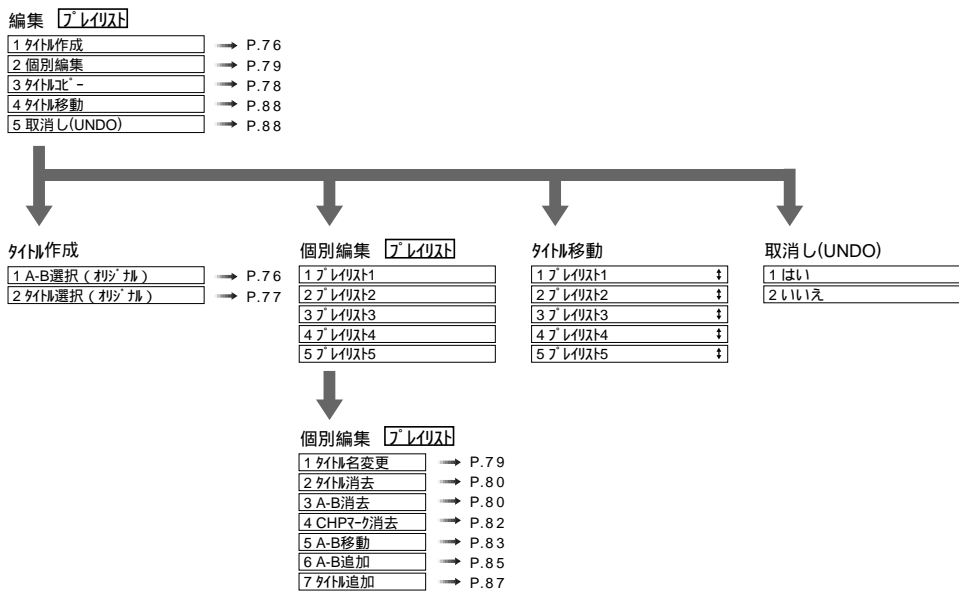 編集 プレイリスト
1 タイトル作成 P.76
2 個別編集 P.79
3 タイトルコピー P.78
4 タイトル移動 P.88
5 取消し(UNDO) P.88
タイトル作成
1 A-B選択（オリジナル） P.76
2 タイトル選択（オリジナル） P.77
個別編集 プレイリスト
1 プレイリスト1
2 プレイリスト2
3 プレイリスト3
4 プレイリスト4
5 プレイリスト5
タイトル移動
1 プレイリスト1
2 プレイリスト2
3 プレイリスト3
4 プレイリスト4
5 プレイリスト5
取消し(UNDO)
1 はい
2 いいえ
個別編集 プレイリスト
1 タイトル名変更 P.79
2 タイトル消去 P.80
3 A-B消去 P.80
4 CHPマーク消去 P.82
5 A-B移動 P.83
6 A-B追加 P.85
7 タイトル追加 P.87